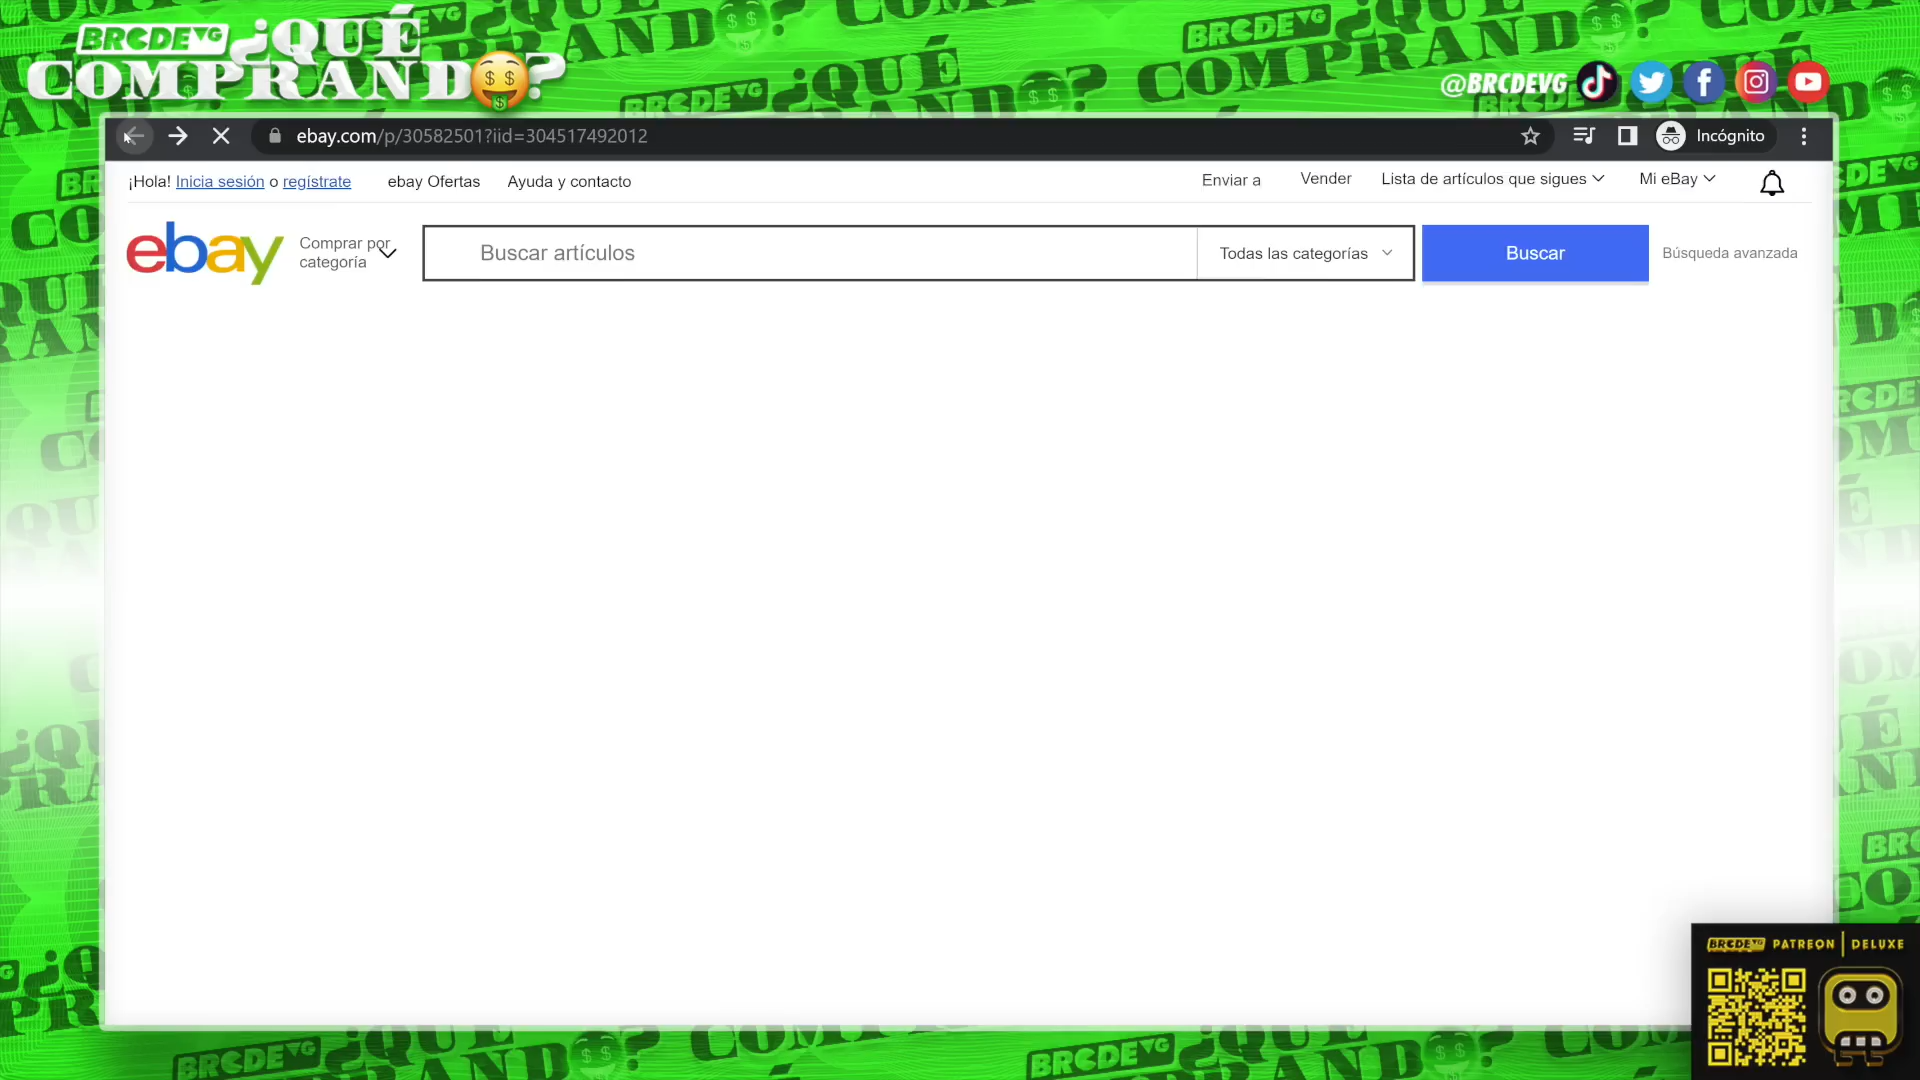 BRCDEVG ¿QUÉ
COMPRANDO?
@BRCDEVG
ebay.com/p/30582501?iid=304517492012
Incógnito
¡Hola! Inicia sesión o regístrate
ebay Ofertas
Ayuda y contacto
Enviar a
Vender
Lista de artículos que sigues
Mi eBay
ebay
Comprar por
categoría
Buscar artículos
Todas las categorías
Buscar
Búsqueda avanzada
BRCDEVG PATREON | DELUXE